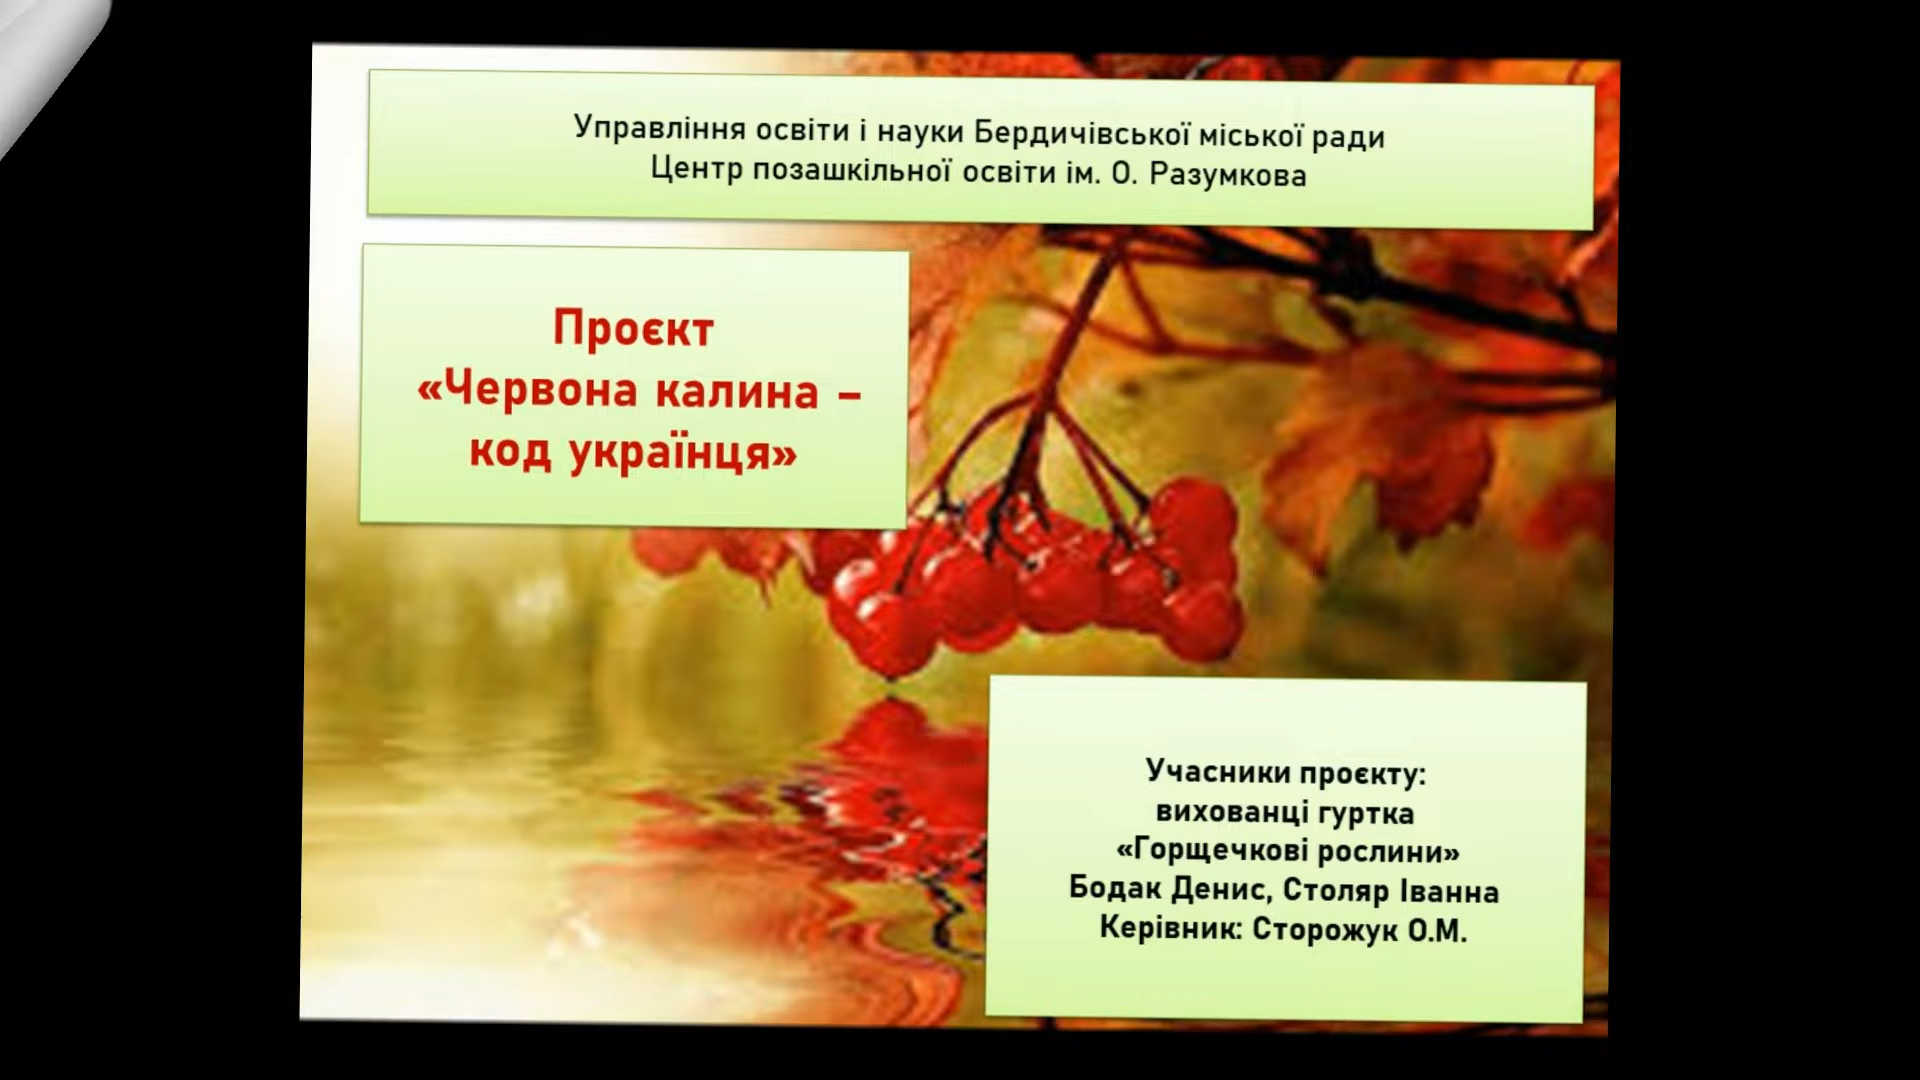 Управління освіти і науки Бердичівської міської ради
Центр позашкільної освіти ім. О. Разумкова
Проєкт
«Червона калина –
код українця»
Учасники проєкту:
вихованці гуртка
«Горщечкові рослини»
Бодак Денис, Столяр Іванна
Керівник: Сторожук О.М.